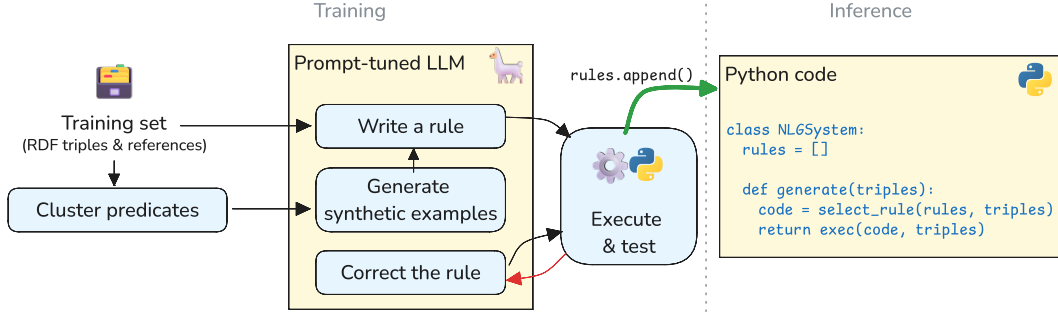 Training
Inference
Prompt-tuned LLM
rules.append()
Python code
Training set
(RDF triples & references)
Write a rule
Cluster predicates
Generate
synthetic examples
Execute
& test
Correct the rule
class NLGSystem:
  rules = []
  def generate(triples):
    code = select_rule(rules, triples)
    return exec(code, triples)